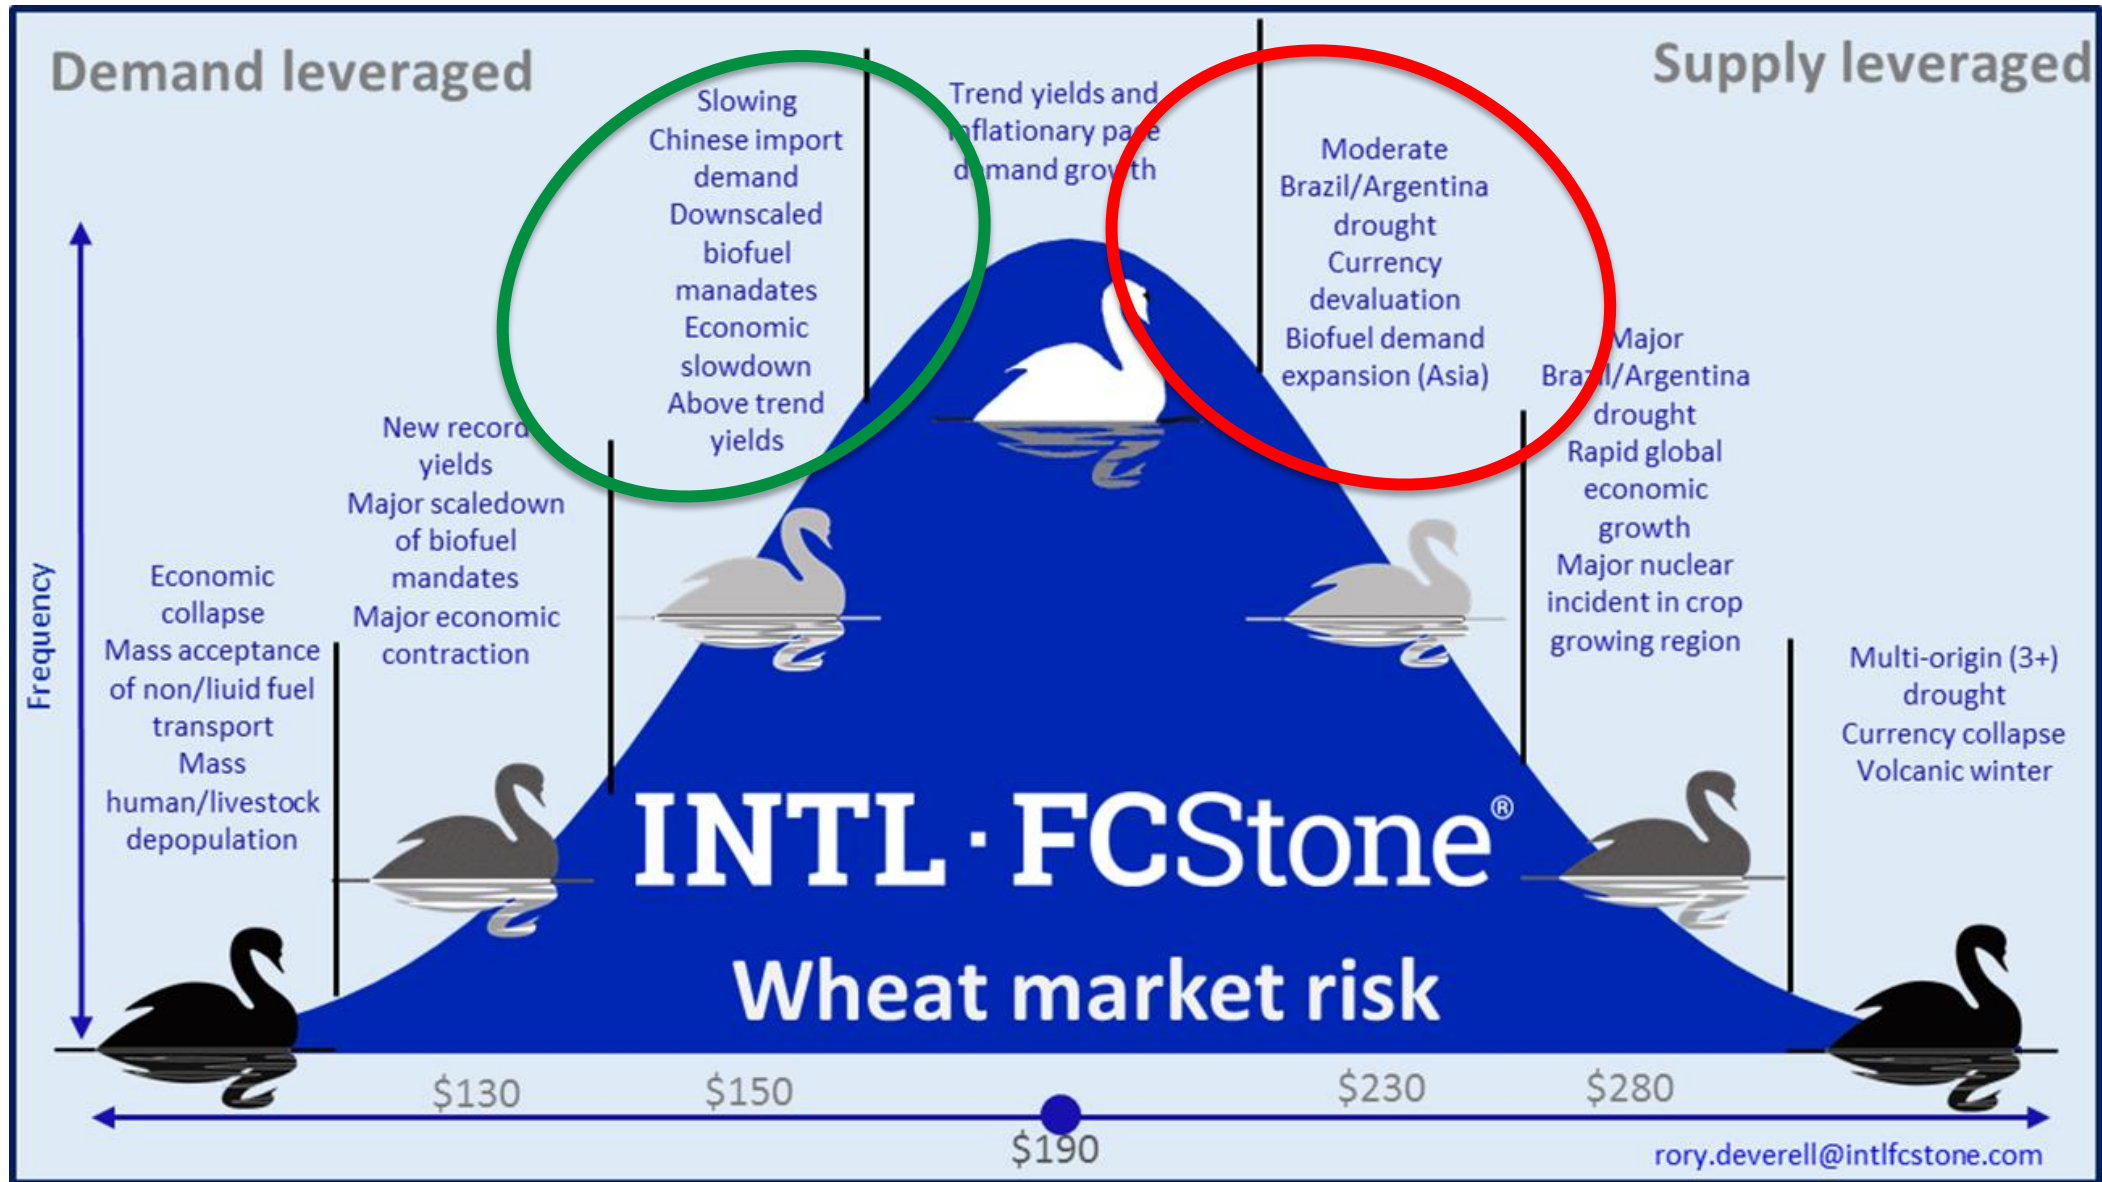 Demand leveraged
Supply leveraged
Slowing
Chinese import
demand
Downscaled
biofuel
manadates
Economic
slowdown
Above trend
yields
Trend yields and
inflationary pace
demand growth
Moderate
Brazil/Argentina
drought
Currency
devaluation
Biofuel demand
expansion (Asia)
New record
yields
Major scaledown
of biofuel
mandates
Major economic
contraction
Major
Brazil/Argentina
drought
Rapid global
economic
growth
Major nuclear
incident in crop
growing region
Economic
collapse
Mass acceptance
of non/liuid fuel
transport
Mass
human/livestock
depopulation
Multi-origin (3+)
drought
Currency collapse
Volcanic winter
Frequency
INTL · FCStone®
Wheat market risk
$130
$150
$190
$230
$280
rory.deverell@intlfcstone.com